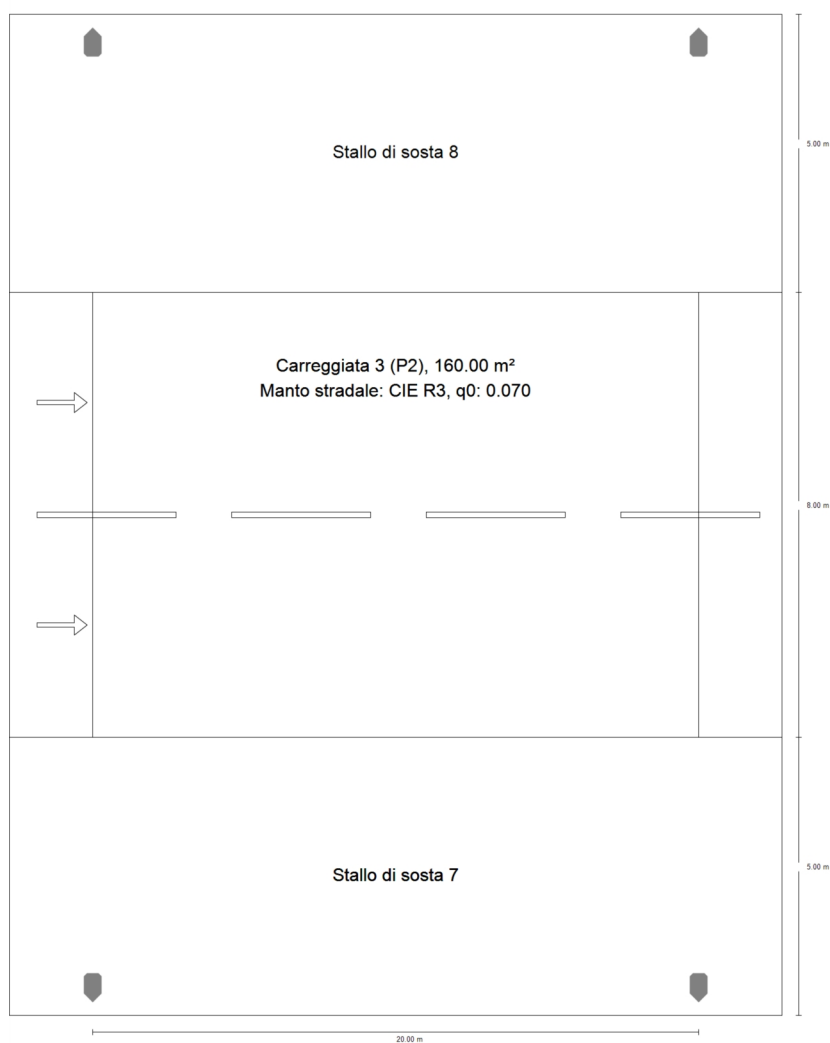 Stallo di sosta 8
5.00 m
Carreggiata 3 (P2), 160.00 m²
Manto stradale: CIE R3, q0: 0.070
8.00 m
Stallo di sosta 7
5.00 m
20.00 m